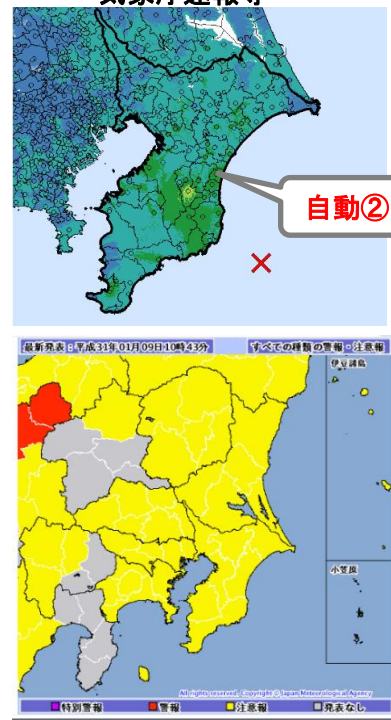 気象庁速報等
自動②
最新発表:平成31年01月09日10時43分
すべての種類の警報・注意報
伊豆諸島
小笠原
All rights reserved. Copyright © Japan Meteorological Agency
特別警報
警報
注意報
発表なし